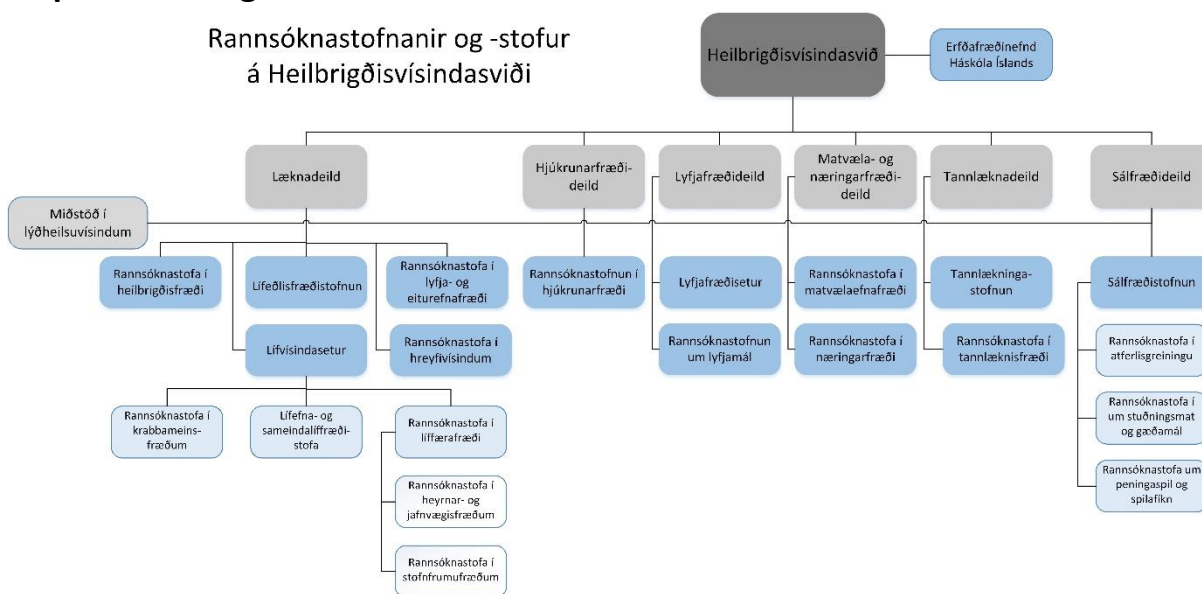 Rannsóknastofnanir og -stofur
á Heilbrigðisvísindasviði
Heilbrigðisvísindasvið
Erfðafræðinefnd
Háskóla Íslands
Læknadeild
Hjúkrunarfræði-
deild
Lyfjafræðideild
Matvæla- og
næringarfræði-
deild
Tannlæknadeild
Sálfræðideild
Miðstöð í
lýðheilsuvísindum
Rannsóknastofa í
heilbrigðisfræði
Lífeðlisfræðistofnun
Rannsóknastofa í
lyfja- og
eiturefnafræði
Rannsóknastofnun í
hjúkrunarfræði
Lyfjafræðisetur
Rannsóknastofa í
matvælaefnafræði
Tannlækninga-
stofnun
Sálfræðistofnun
Lífvísindasetur
Rannsóknastofa í
hreyfivísindum
Rannsóknastofnun
um lyfjamál
Rannsóknastofa í
næringarfræði
Rannsóknastofa í
tannlæknisfræði
Rannsóknastofa í
atferlisgreiningu
Rannsóknastofa í
krabbameins-
fræðum
Lífefna- og
sameindalíffræði-
stofa
Rannsóknastofa í
líffærafræði
Rannsóknastofa í
um stuðningsmat
og gæðamál
Rannsóknastofa í
heyrnar- og
jafnvægisfræðum
Rannsóknastofa um
peningaspil og
spilafíkn
Rannsóknastofa í
stofnfrumufræðum